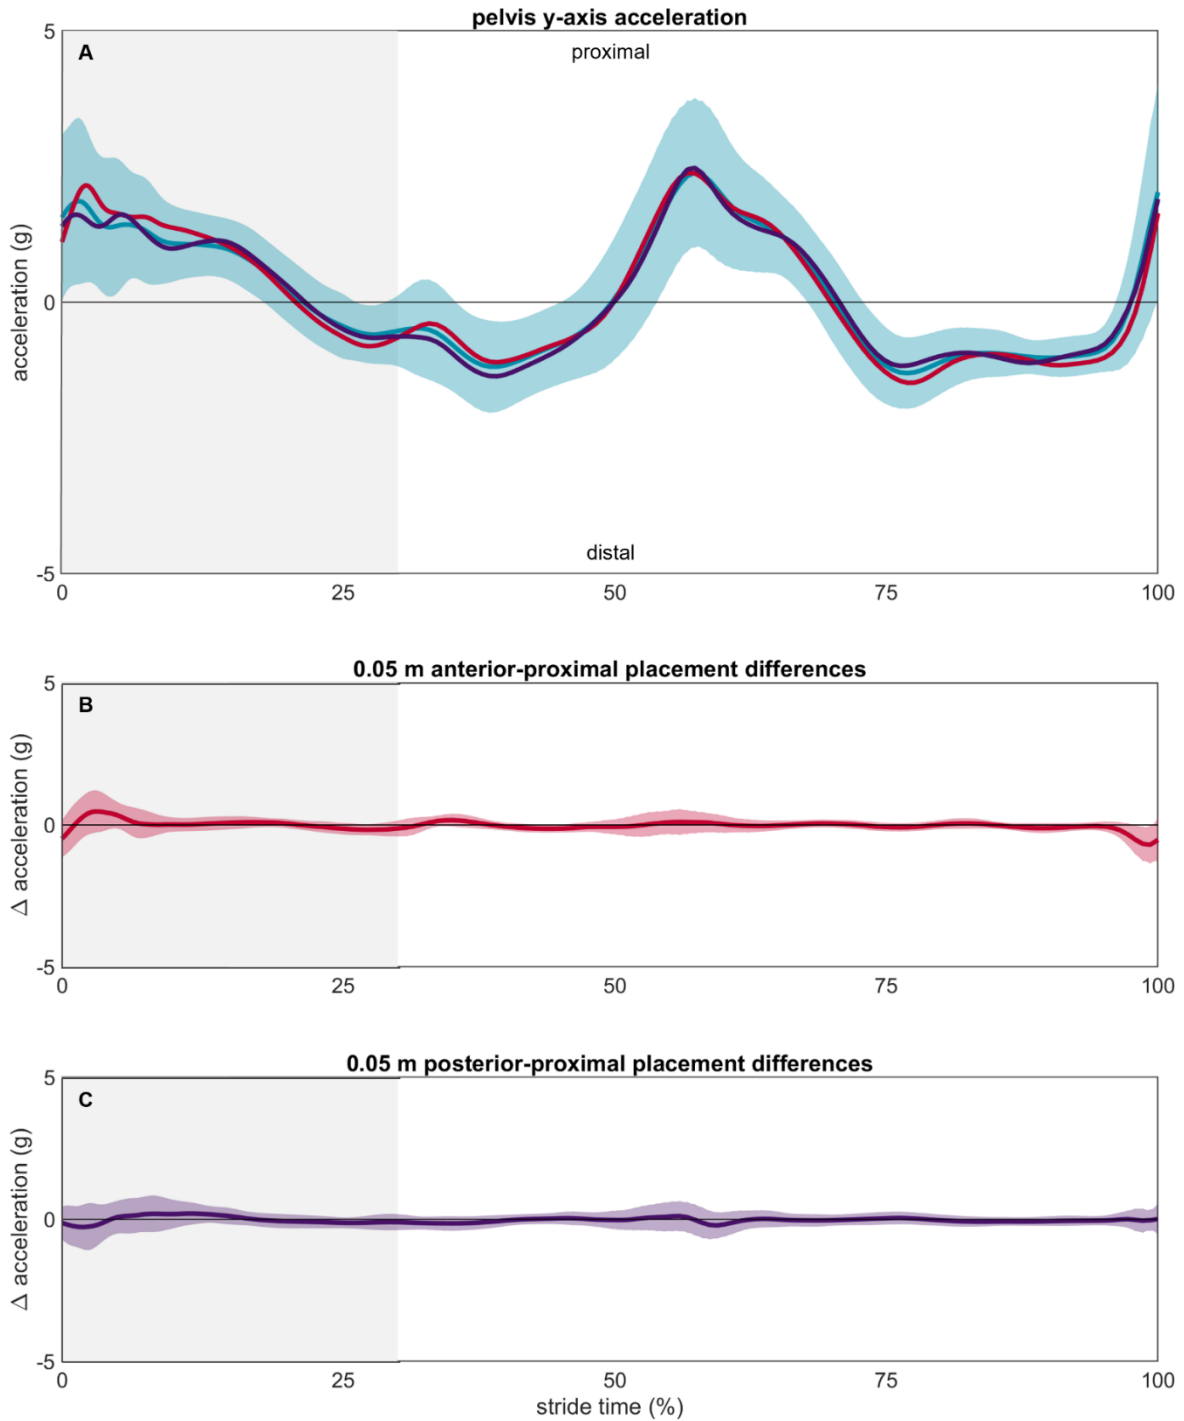 pelvis y-axis acceleration
5
A
proximal
acceleration (g)
0
distal
-5
0 25 50 75 100
0.05 m anterior-proximal placement differences
5
B
Δ acceleration (g)
0
-5
0 25 50 75 100
0.05 m posterior-proximal placement differences
5
C
Δ acceleration (g)
0
-5
0 25 50 75 100
stride time (%)